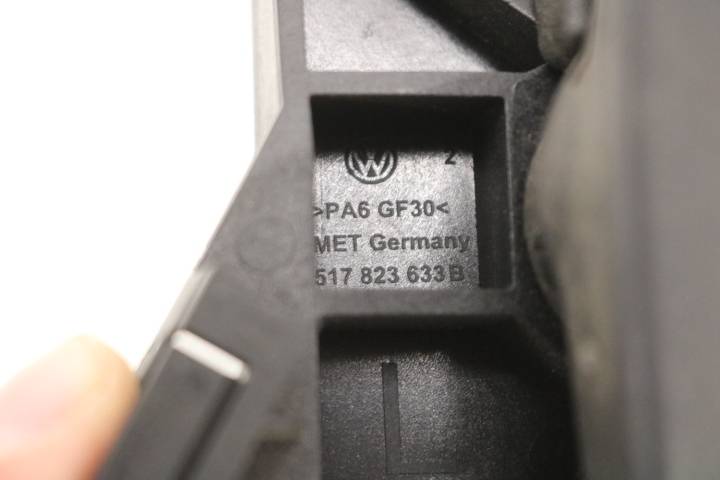 2
>PA6 GF30<
MET Germany
517 823 633 B